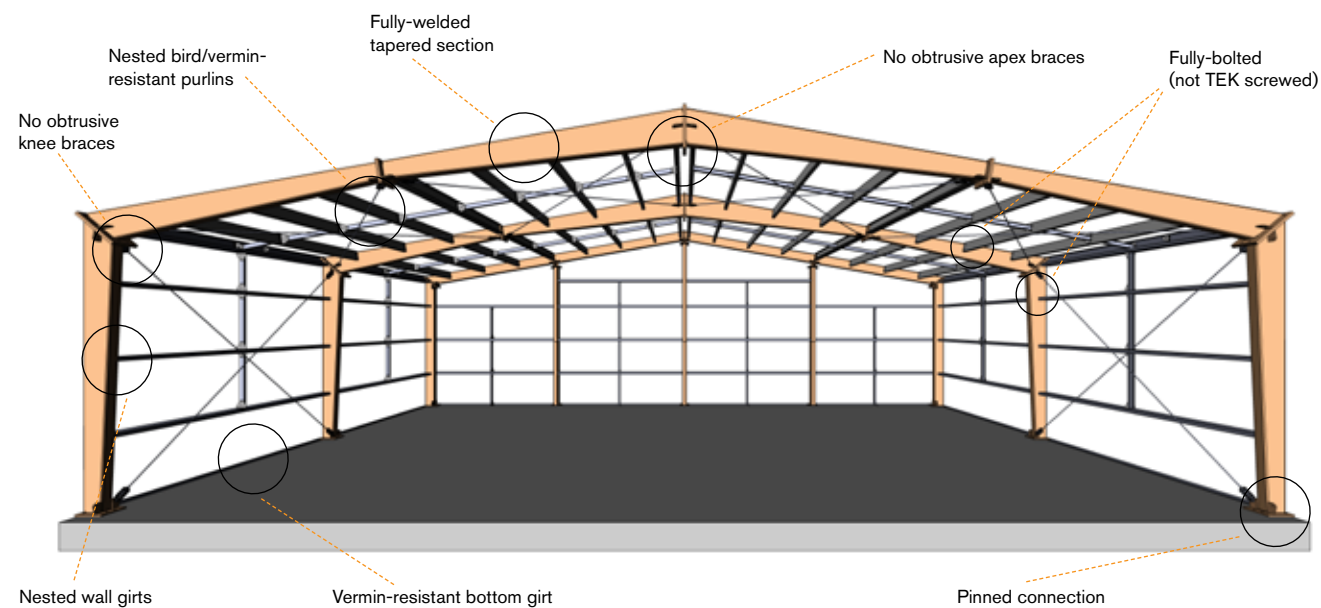 Fully-welded
tapered section
Nested bird/vermin-
resistant purlins
No obtrusive apex braces
Fully-bolted
(not TEK screwed)
No obtrusive
knee braces
Nested wall girts
Vermin-resistant bottom girt
Pinned connection